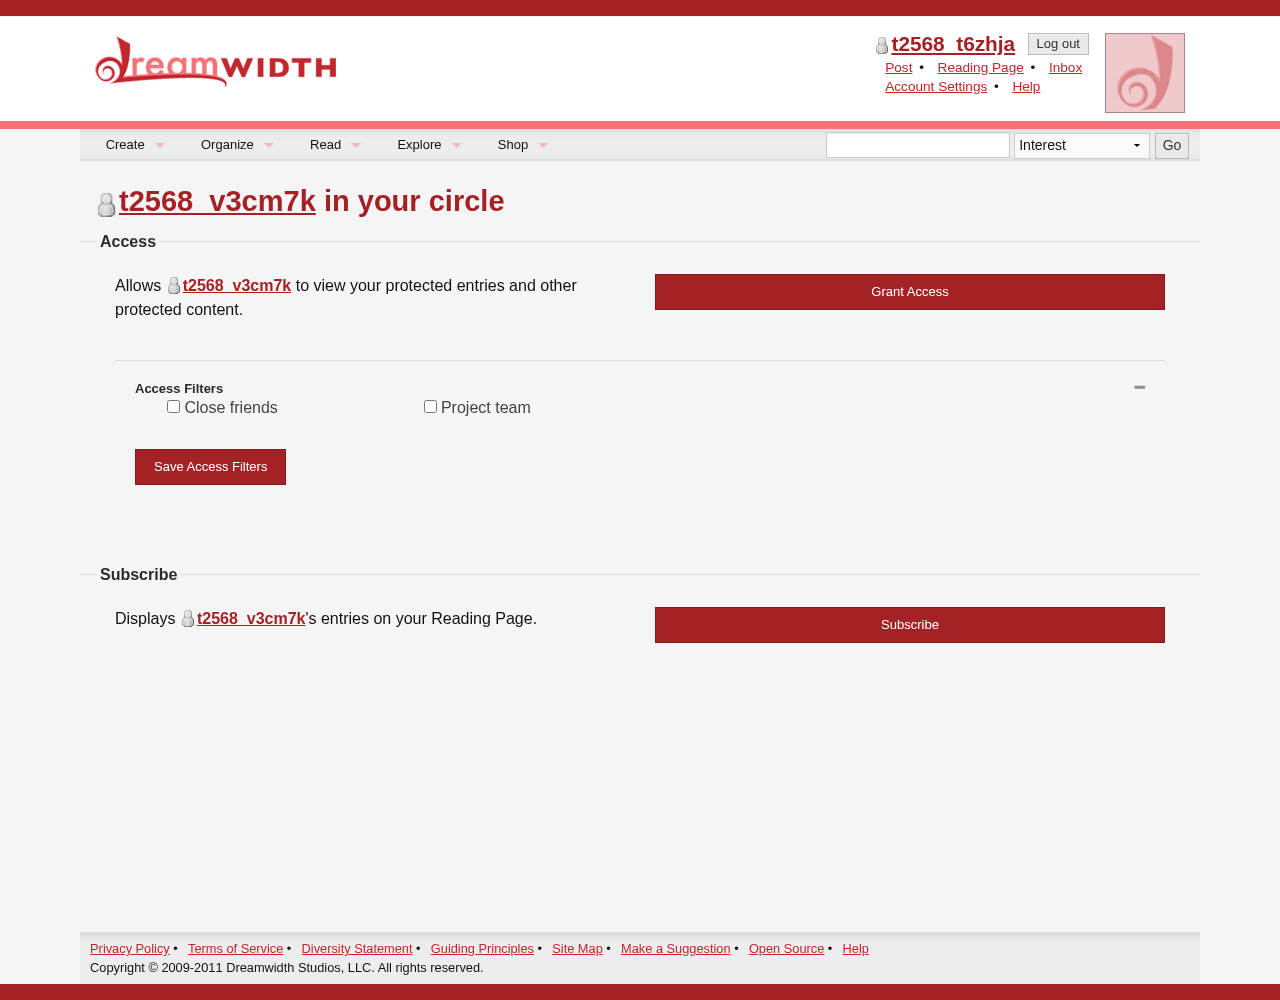 dreamWIDTH
t2568_t6zhja Log out
Post • Reading Page • Inbox
Account Settings • Help
Create Organize Read Explore Shop Interest Go
t2568_v3cm7k in your circle
Access
Allows t2568_v3cm7k to view your protected entries and other
protected content.
Grant Access
Access Filters
Close friends Project team
Save Access Filters
Subscribe
Displays t2568_v3cm7k's entries on your Reading Page.
Subscribe
Privacy Policy • Terms of Service • Diversity Statement • Guiding Principles • Site Map • Make a Suggestion • Open Source • Help
Copyright © 2009-2011 Dreamwidth Studios, LLC. All rights reserved.